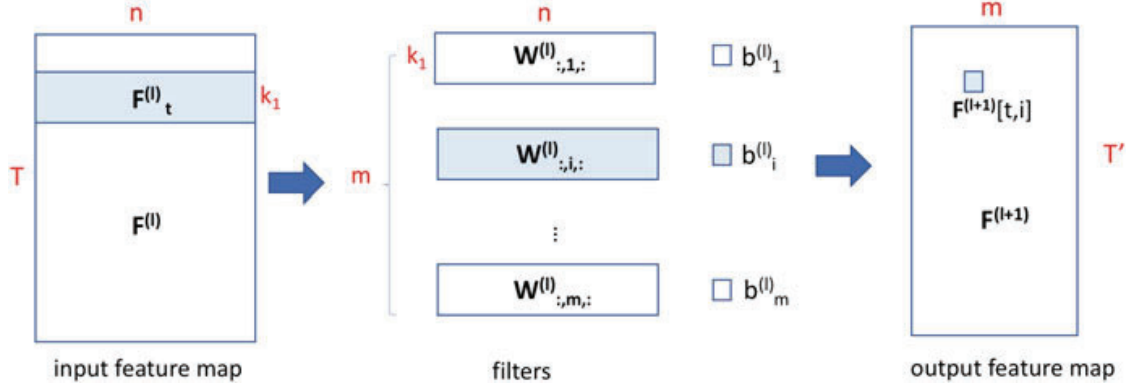 n
F⁽ˡ⁾ₜ
k₁
T
F⁽ˡ⁾
input feature map
n
k₁
W⁽ˡ⁾:,1,:
b⁽ˡ⁾₁
m
W⁽ˡ⁾:,i,:
b⁽ˡ⁾ᵢ
⋮
W⁽ˡ⁾:,m,:
b⁽ˡ⁾ₘ
filters
m
F⁽ˡ⁺¹⁾[t,i]
T’
F⁽ˡ⁺¹⁾
output feature map